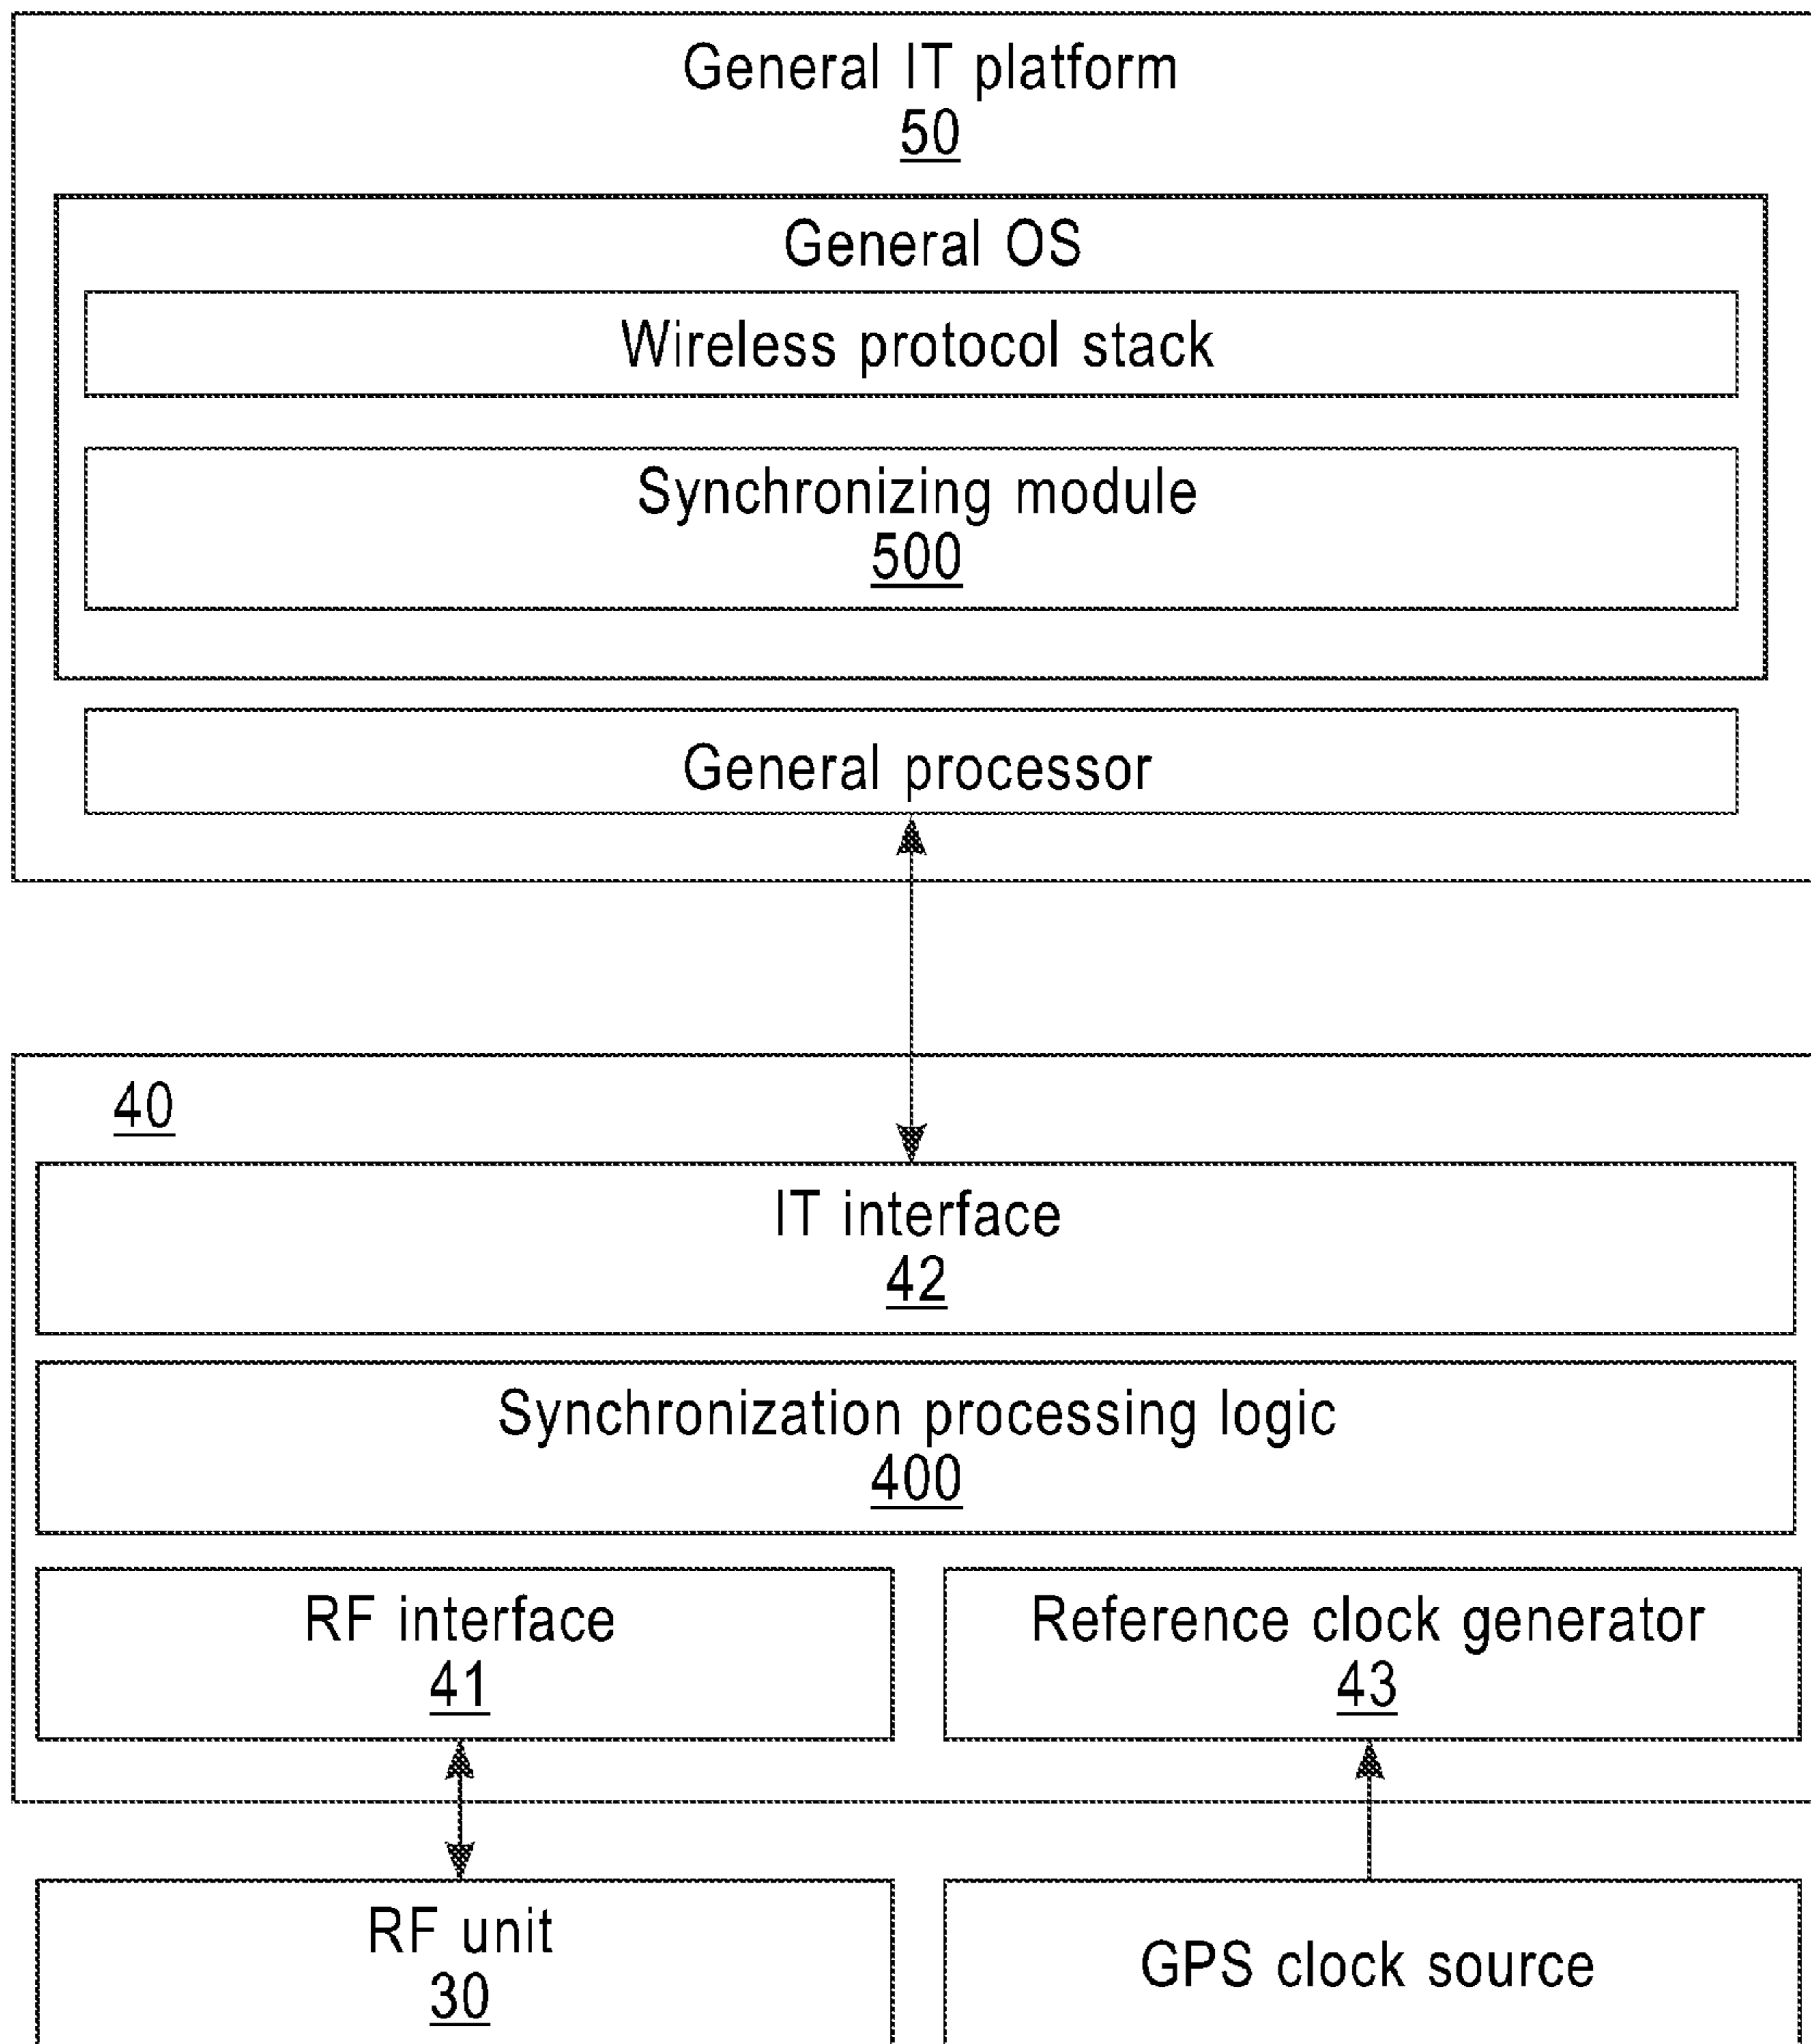 General IT platform
50
General OS
Wireless protocol stack
Synchronizing module
500
General processor
40
IT interface
42
Synchronization processing logic
400
RF interface
41
Reference clock generator
43
RF unit
30
GPS clock source